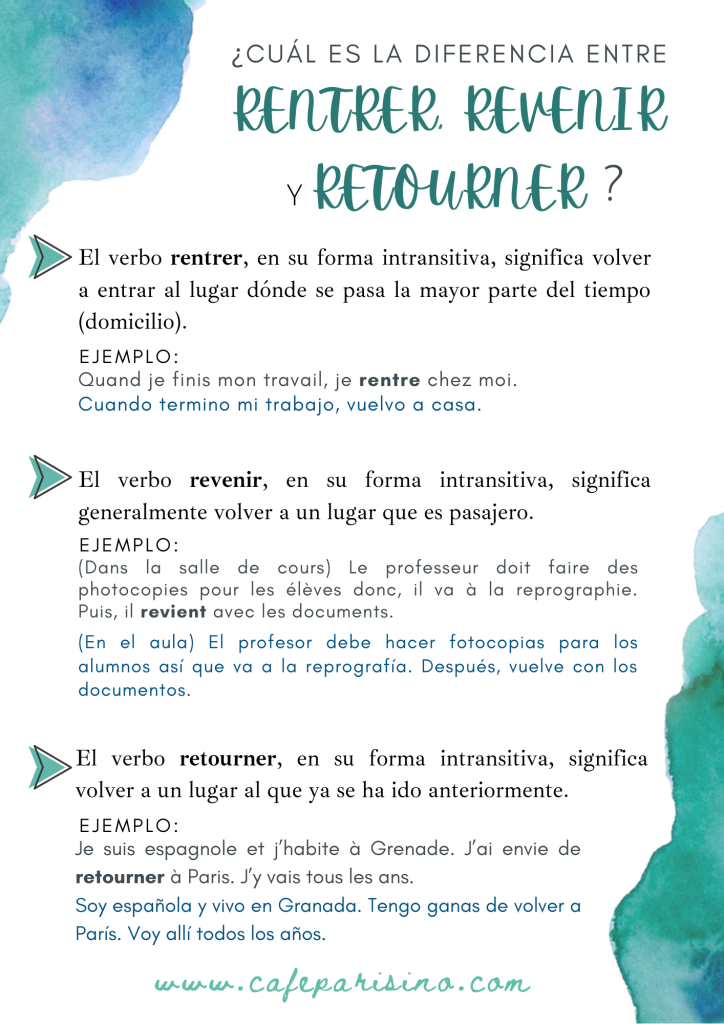 ¿CUÁL ES LA DIFERENCIA ENTRE
RENTRER, REVENIR
Y RETOURNER ?
El verbo rentrer, en su forma intransitiva, significa volver
a entrar al lugar dónde se pasa la mayor parte del tiempo
(domicilio).
EJEMPLO:
Quand je finis mon travail, je rentre chez moi.
Cuando termino mi trabajo, vuelvo a casa.
El verbo revenir, en su forma intransitiva, significa
generalmente volver a un lugar que es pasajero.
EJEMPLO:
(Dans la salle de cours) Le professeur doit faire des
photocopies pour les élèves donc, il va à la reprographie.
Puis, il revient avec les documents.
(En el aula) El profesor debe hacer fotocopias para los
alumnos así que va a la reprografía. Después, vuelve con los
documentos.
El verbo retourner, en su forma intransitiva, significa
volver a un lugar al que ya se ha ido anteriormente.
EJEMPLO:
Je suis espagnole et j’habite à Grenade. J’ai envie de
retourner à Paris. J’y vais tous les ans.
Soy española y vivo en Granada. Tengo ganas de volver a
París. Voy allí todos los años.
www.cafeparisino.com